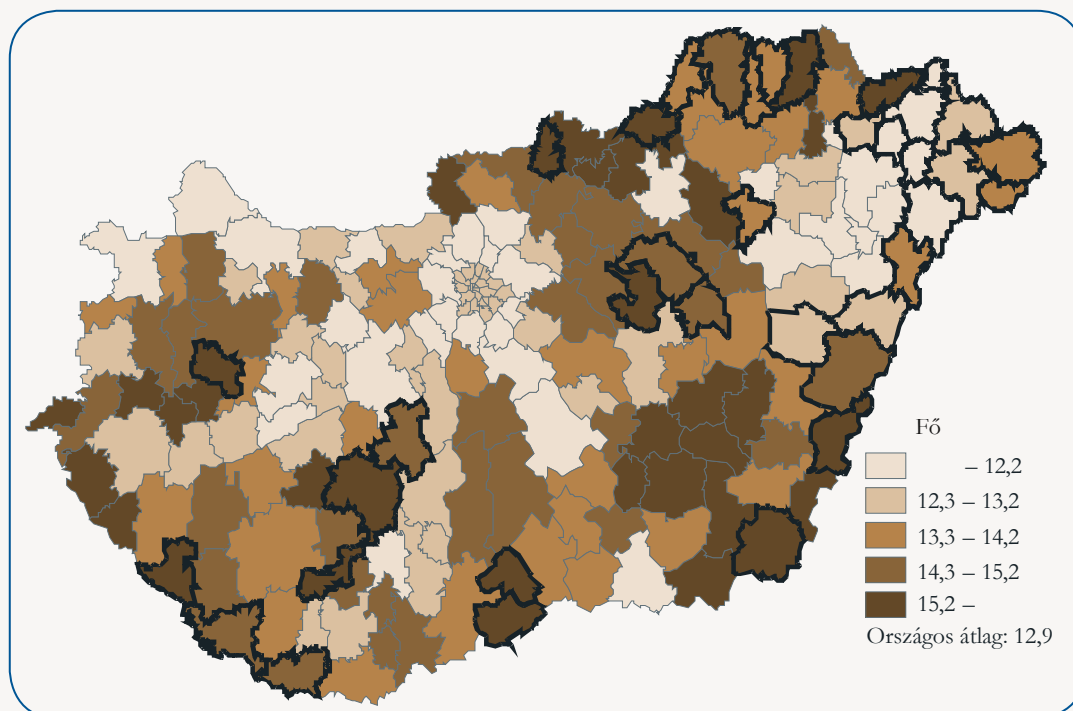 Fő
– 12,2
12,3 – 13,2
13,3 – 14,2
14,3 – 15,2
15,2 –
Országos átlag: 12,9